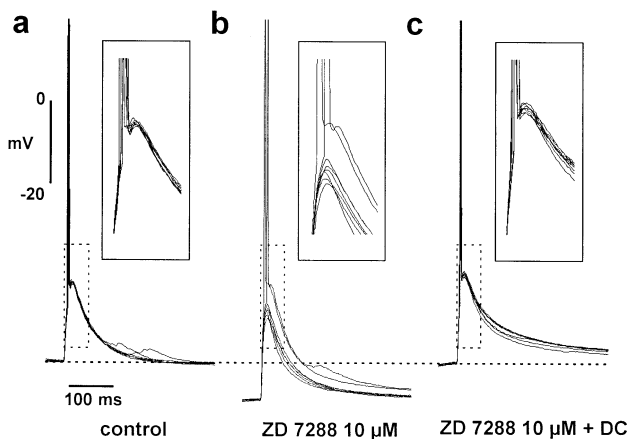 a
b
c
0
mV
-20
100 ms
control
ZD 7288 10 μM
ZD 7288 10 μM + DC